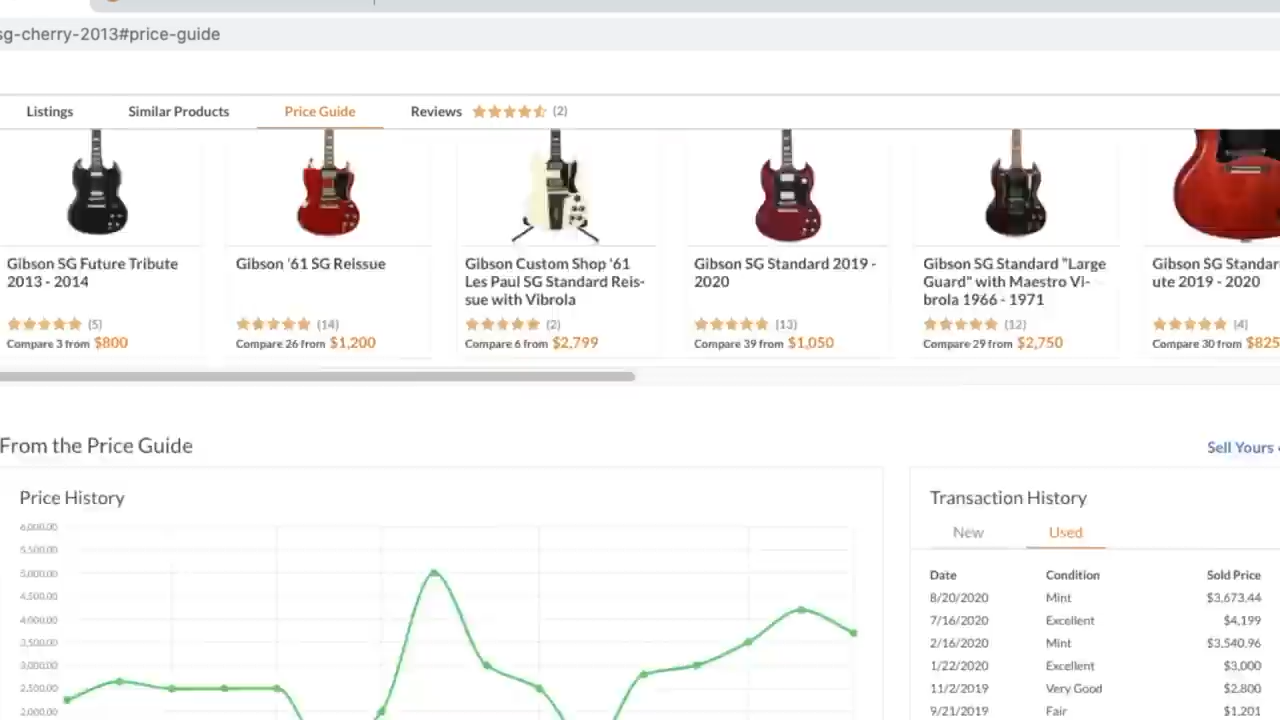 sg-cherry-2013#price-guide
Listings Similar Products Price Guide Reviews (2)
Gibson SG Future Tribute
2013 - 2014
(5)
Compare 3 from $800
Gibson '61 SG Reissue
(14)
Compare 26 from $1,200
Gibson Custom Shop '61
Les Paul SG Standard Reis-
sue with Vibrola
(2)
Compare 6 from $2,799
Gibson SG Standard 2019 -
2020
(13)
Compare 39 from $1,050
Gibson SG Standard "Large
Guard" with Maestro Vi-
brola 1966 - 1971
(12)
Compare 29 from $2,750
Gibson SG Standar
ute 2019 - 2020
(4)
Compare 30 from $825
From the Price Guide
Sell Yours
Price History
6,000.00
5,500.00
5,000.00
4,500.00
4,000.00
3,500.00
3,000.00
2,500.00
2,000.00
Transaction History
New Used
Date Condition Sold Price
8/20/2020 Mint $3,673.44
7/16/2020 Excellent $4,199
2/16/2020 Mint $3,540.96
1/22/2020 Excellent $3,000
11/2/2019 Very Good $2,800
9/21/2019 Fair $1,201